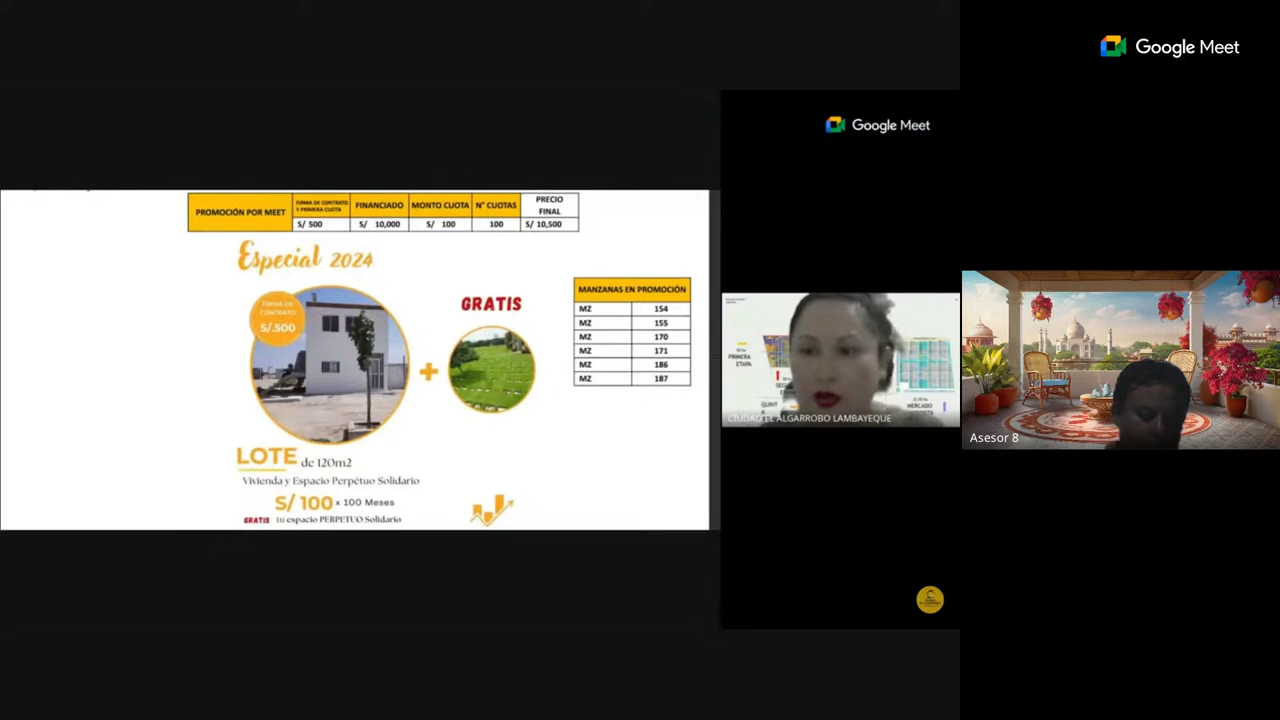 PROMOCIÓN POR MEET
FIRMA DE CONTRATO Y PRIMERA CUOTA
FINANCIADO
MONTO CUOTA
N° CUOTAS
PRECIO FINAL
S/ 500
S/ 10,000
S/ 100
100
S/ 10,500
Especial 2024
FIRMA DE
CONTRATO
S/.500
GRATIS
+
MANZANAS EN PROMOCIÓN
MZ 154
MZ 155
MZ 170
MZ 171
MZ 186
MZ 187
LOTE de 120m2
Vivienda y Espacio Perpétuo Solidario
S/ 100 x 100 Meses
GRATIS tu espacio PERPETUO Solidario
Google Meet
PRIMERA
ETAPA
QUINT
MERCADO
CIUDAD EL ALGARROBO LAMBAYEQUE
Google Meet
Asesor 8